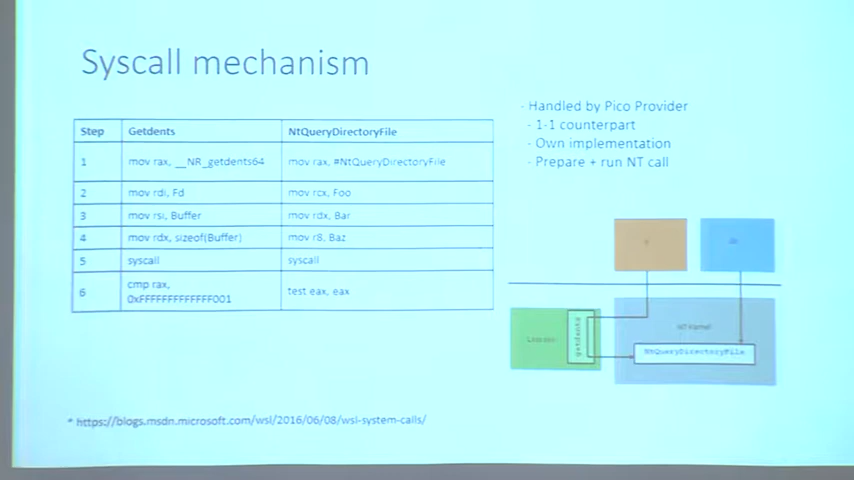 Syscall mechanism
Step Getdents NtQueryDirectoryFile
1 mov rax, __NR_getdents64 mov rax, #NtQueryDirectoryFile
2 mov rdi, Fd mov rcx, Foo
3 mov rsi, Buffer mov rdx, Bar
4 mov rdx, sizeof(Buffer) mov r8, Baz
5 syscall syscall
6 cmp rax, 0xFFFFFFFFFFFFF001 test eax, eax
- Handled by Pico Provider
- 1-1 counterpart
- Own implementation
- Prepare + run NT call
ls
dir
getdents
NT Kernel
NtQueryDirectoryFile
* https://blogs.msdn.microsoft.com/wsl/2016/06/08/wsl-system-calls/